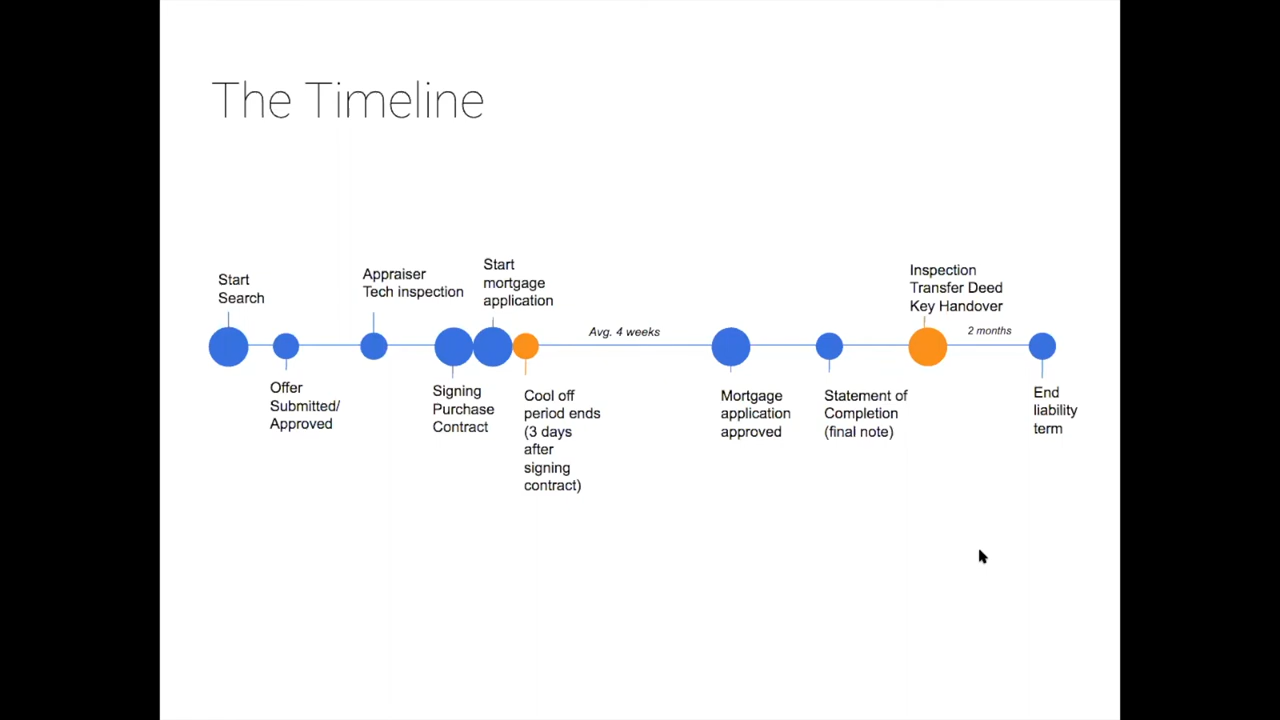 The Timeline
Start
Search
Offer
Submitted/
Approved
Appraiser
Tech inspection
Signing
Purchase
Contract
Start
mortgage
application
Cool off
period ends
(3 days
after
signing
contract)
Avg. 4 weeks
Mortgage
application
approved
Statement of
Completion
(final note)
Inspection
Transfer Deed
Key Handover
2 months
End
liability
term